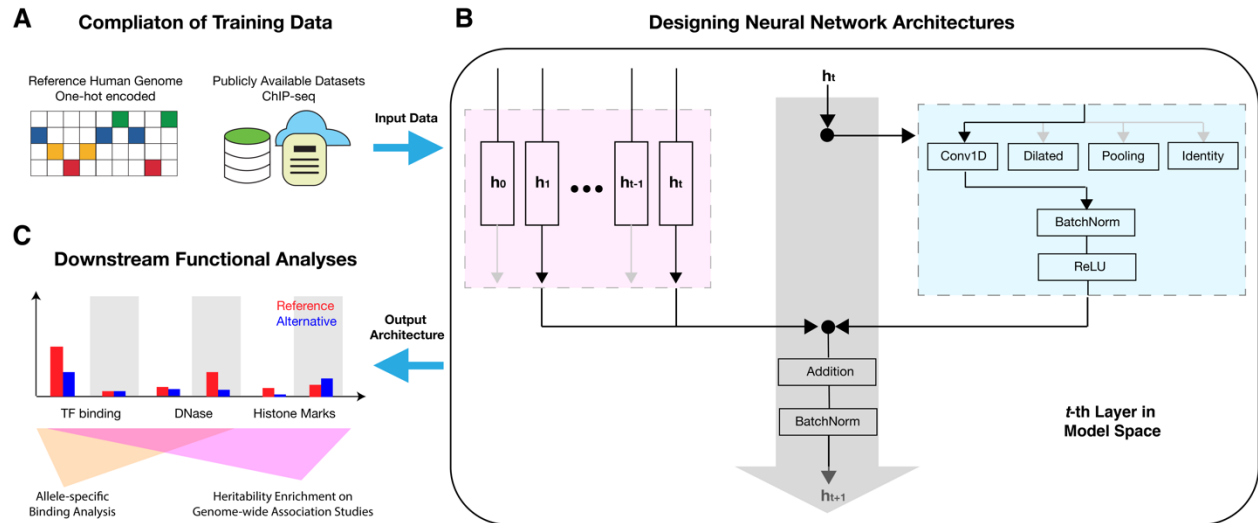 A
Compliaton of Training Data
Reference Human Genome
One-hot encoded
Publicly Available Datasets
ChIP-seq
Input Data
B
Designing Neural Network Architectures
h0
h1
ht-1
ht
ht
Conv1D
Dilated
Pooling
Identity
BatchNorm
ReLU
Addition
BatchNorm
ht+1
t-th Layer in
Model Space
Output
Architecture
C
Downstream Functional Analyses
Reference
Alternative
TF binding
DNase
Histone Marks
Allele-specific
Binding Analysis
Heritability Enrichment on
Genome-wide Association Studies